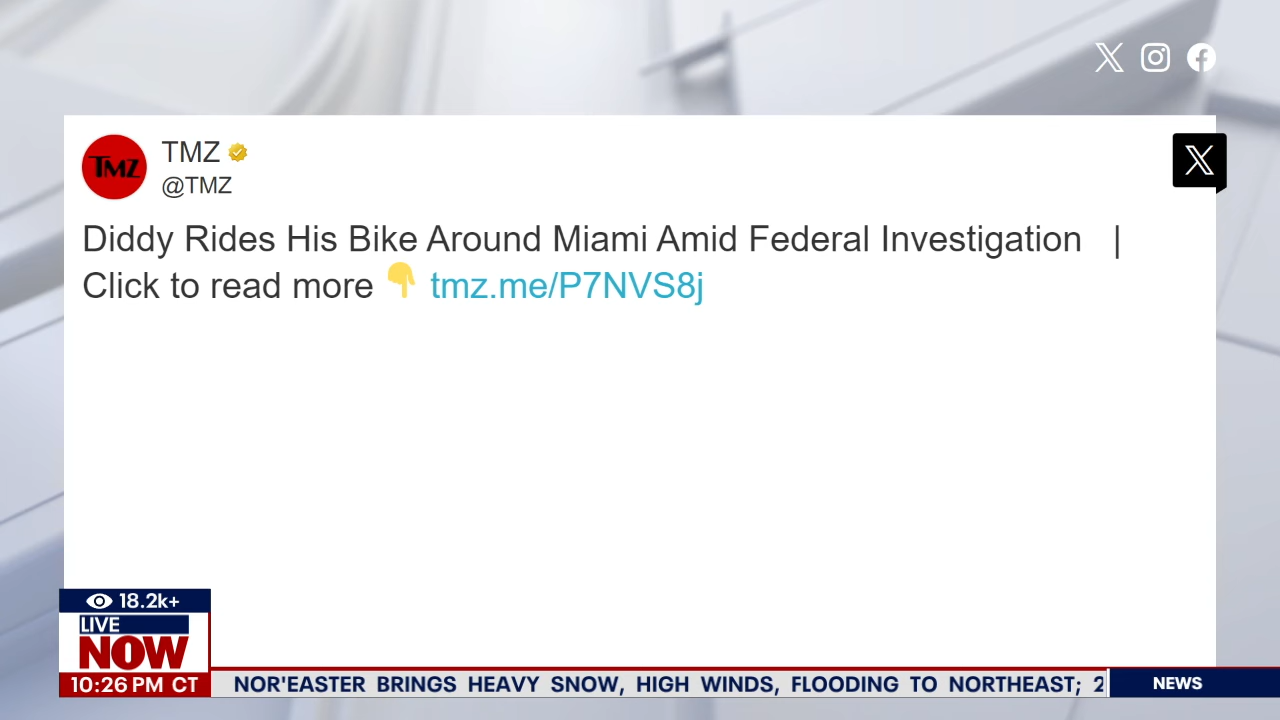 TMZ
TMZ
@TMZ
Diddy Rides His Bike Around Miami Amid Federal Investigation |
Click to read more 👇 tmz.me/P7NVS8j
18.2k+
LIVE
NOW
10:26 PM CT
NOR'EASTER BRINGS HEAVY SNOW, HIGH WINDS, FLOODING TO NORTHEAST; 2
NEWS